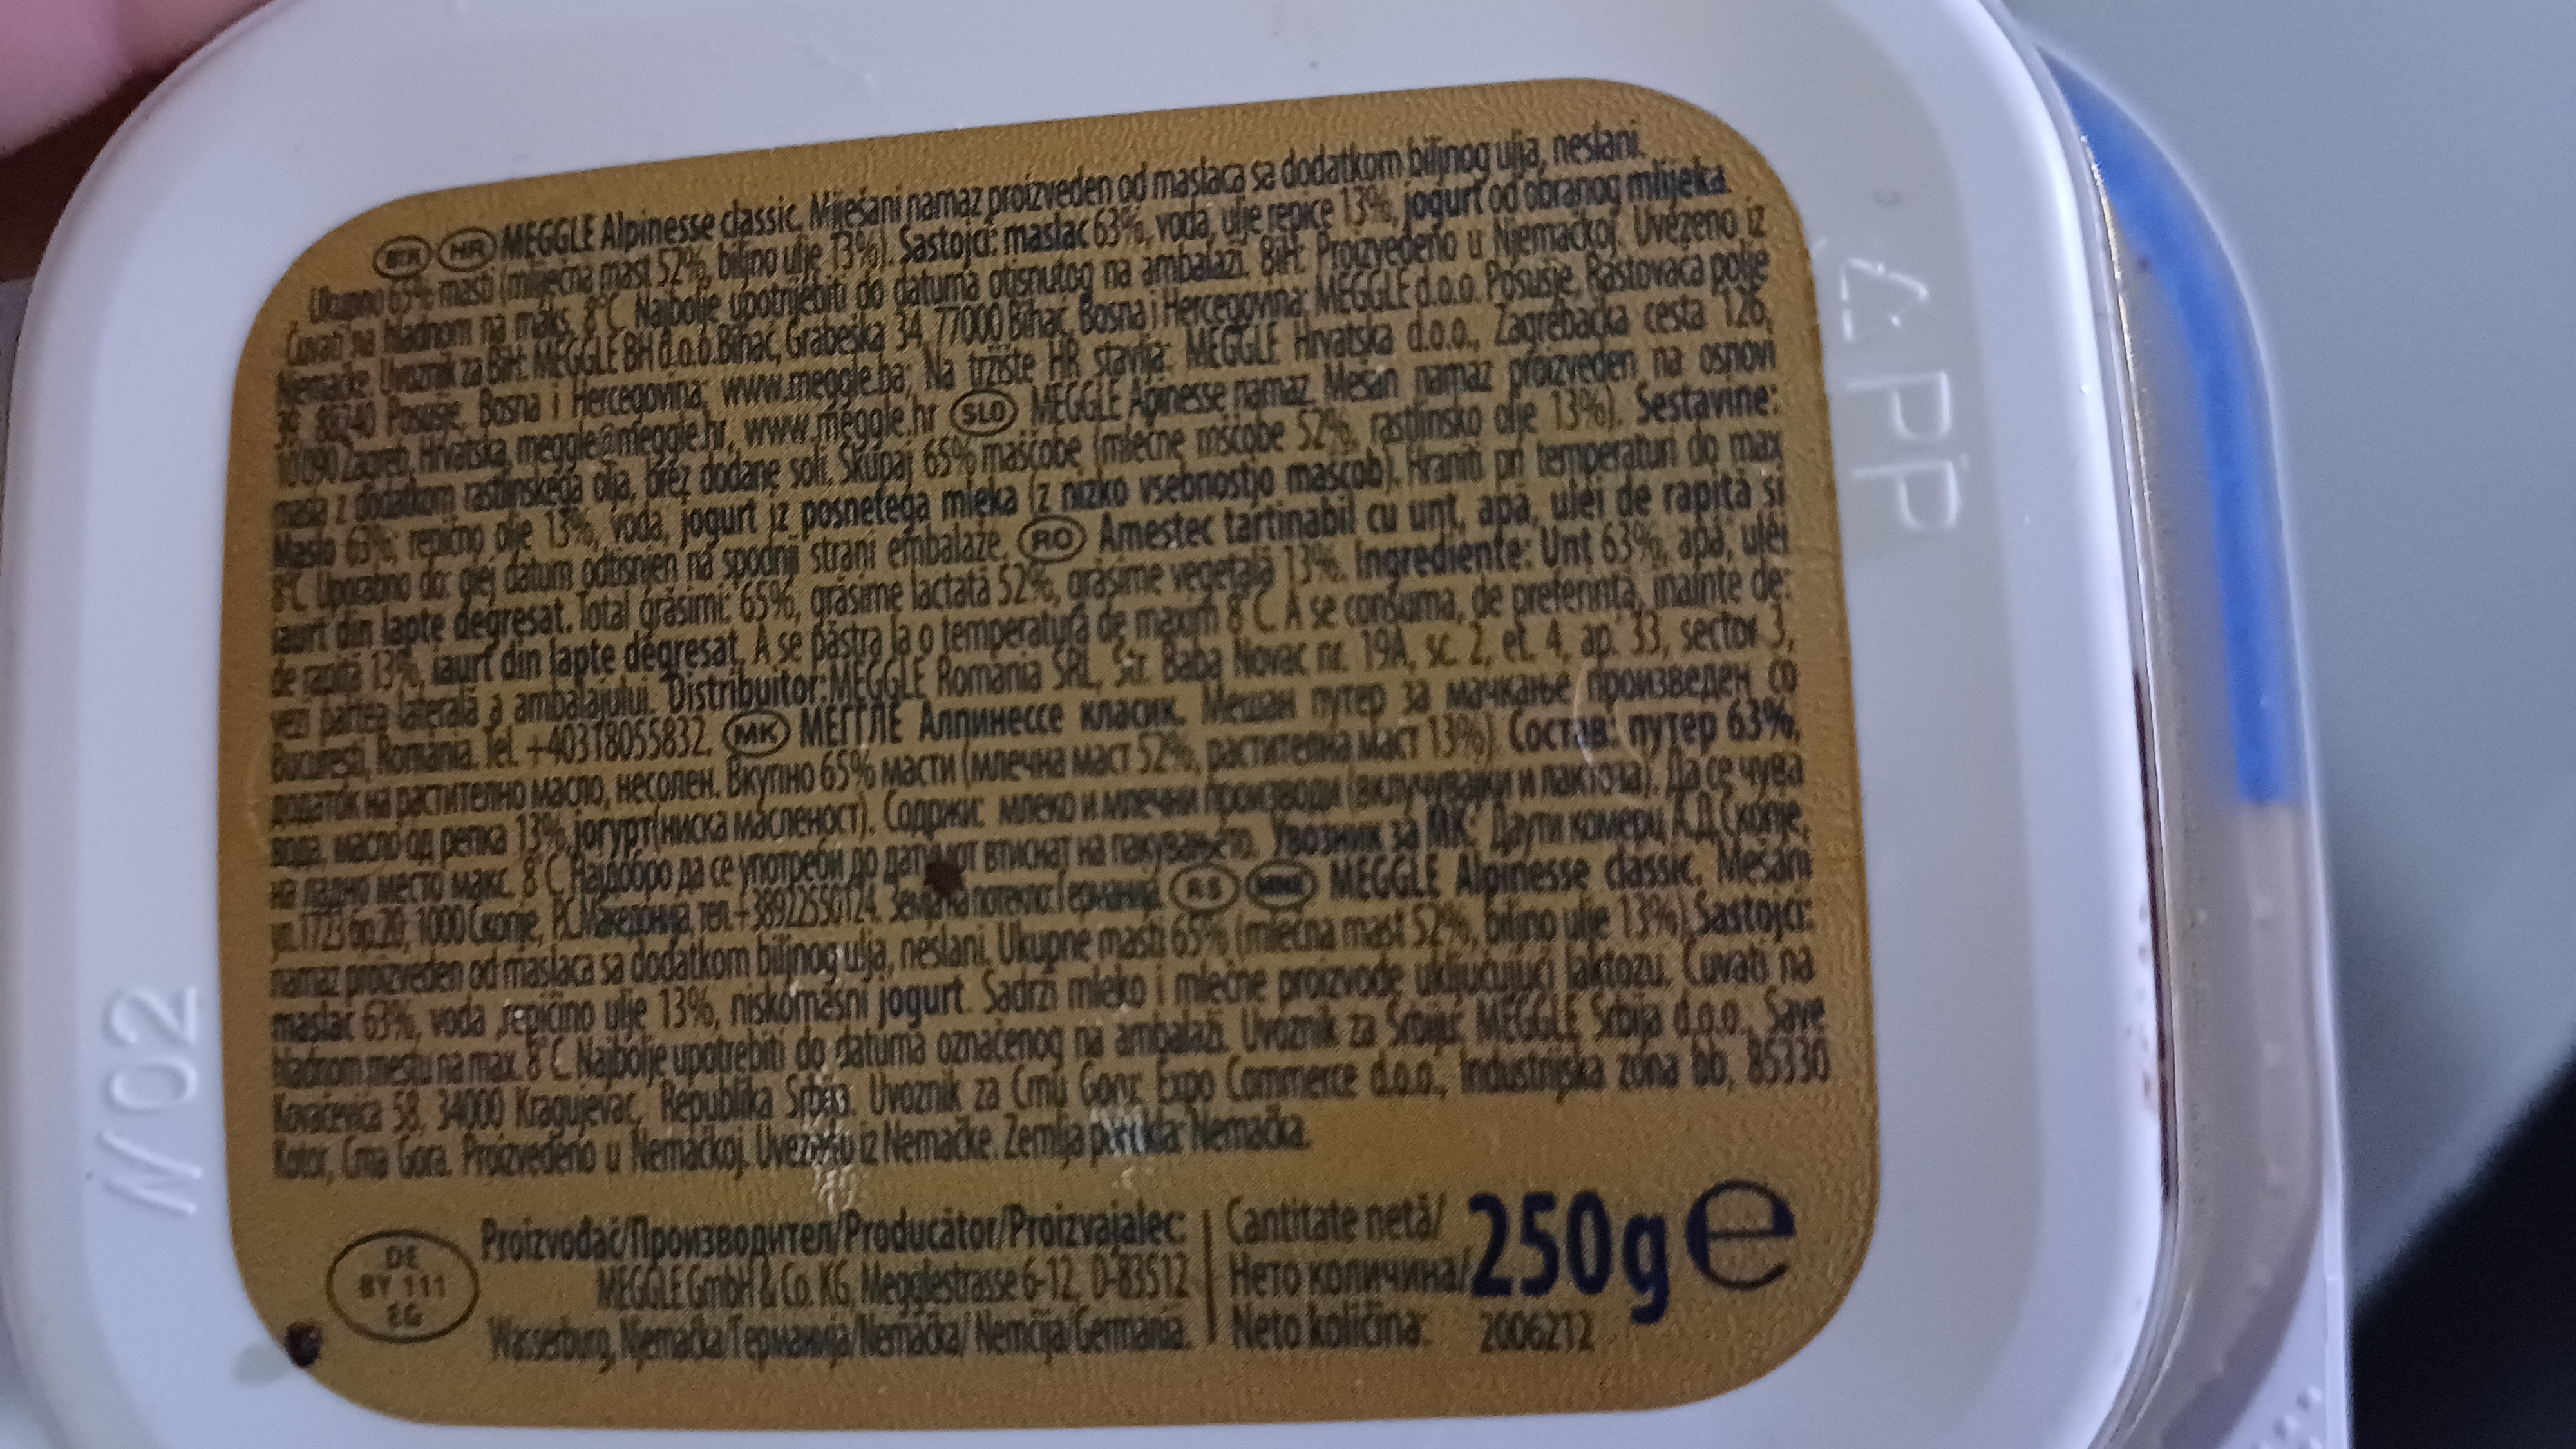 BIH HR MEGGLE Alpinesse classic. Miješani namaz proizveden od maslaca sa dodatkom biljnog ulja, neslani.
Ukupno 65% masti (mliječna mast 52%, biljno ulje 13%). Sastojci: maslac 63%, voda, ulje repice 13%, jogurt od obranog mlijeka.
Čuvati na hladnom na maks. 8°C. Najbolje upotrijebiti do datuma otisnutog na ambalaži. BiH: Proizvedeno u Njemačkoj. Uvezeno iz
Njemačke. Uvoznik za BiH: MEGGLE BH d.o.o. Bihać, Grabeška 34, 77000 Bihać, Bosna i Hercegovina; MEGGLE d.o.o. Posušje, Rastovača polje
88240 Posušje, Bosna i Hercegovina; www.meggle.ba; Na tržište HR stavlja: MEGGLE Hrvatska d.o.o., Zagrebačka cesta 126,
10090 Zagreb, Hrvatska, meggle@meggle.hr, www.meggle.hr SLO MEGGLE Alpinesse namaz. Mešan namaz proizveden na osnovi
masla z dodatkom rastlinskega olja, brez dodane soli. Skupaj 65% maščobe (mlečne mščobe 52%, rastlinsko olje 13%). Sestavine:
Maslo 63%; repično olje 13%, voda, jogurt iz posnetega mleka (z nizko vsebnostjo maščob). Hraniti pri temperaturi do max
8°C. Uporabno do: glej datum odtisnjen na spodnji strani embalaže. RO Amestec tartinabil cu unt, apă, ulei de rapiță si
iaurt din lapte degresat. Total grăsimi: 65%, grăsime lactată 52%, grăsime vegetală 13%. Ingrediente: Unt 63%, apă, ulei
de rapiță 13%, iaurt din lapte degresat. A se păstra la o temperatură de maxim 8°C. A se consuma, de preferință, inainte de:
vezi partea laterală a ambalajului. Distribuitor: MEGGLE Romania SRL, Str. Baba Novac nr. 19A, sc. 2, et. 4, ap. 33, sector 3,
București, România. Tel. +40318055832. MK МЕГГЛЕ Алпинессе класик. Мешан путер за мачкање произведен со
додаток на растително масло, несолен. Вкупно 65% масти (млечна маст 52%, растителна маст 13%). Состав: путер 63%,
вода, масло од репка 13%, јогурт(ниска масленост). Содржи: млеко и млечни производи (вклучувајки и лактоза). Да се чува
на ладно место макс. 8°C. Најдобро да се употреби до датумот втиснат на пакувањето. Увозник за МК: Даути комерц А.Д.Скопје,
ул.1723 бр.20, 1000 Скопје, Р.С.Македонија, тел.+38922550124. Земја на потекло: Германија. RS MNE MEGGLE Alpinesse classic. Mešani
namaz proizveden od maslaca sa dodatkom biljnog ulja, neslani. Ukupne masti 65% (mlečna mast 52%, biljno ulje 13%). Sastojci:
maslac 63%, voda ,repičino ulje 13%, niskomasni jogurt. Sadrži mleko i mlečne proizvode uključujući laktozu. Čuvati na
hladnom mestu na max. 8°C. Najbolje upotrebiti do datuma označenog na ambalaži. Uvoznik za Srbiju: MEGGLE Srbija d.o.o., Save
Kovačevića 58, 34000 Kragujevac, Republika Srbija. Uvoznik za Crnu Goru: Expo Commerce d.o.o., Industrijska zona bb, 85330
Kotor, Crna Gora. Proizvedeno u Nemačkoj. Uvezeno iz Nemačke. Zemlja porekla: Nemačka.
DE
BY 111
EG
Proizvođač/Производител/Producător/Proizvajalec:
MEGGLE GmbH & Co. KG, Megglestrasse 6-12, D-83512
Wasserburg, Njemačka/Германија/Nemačka/ Nemčija/Germania.
Cantitate netă/
Нето количина/
Neto količina:
250g e
2006212
△ PP
N02